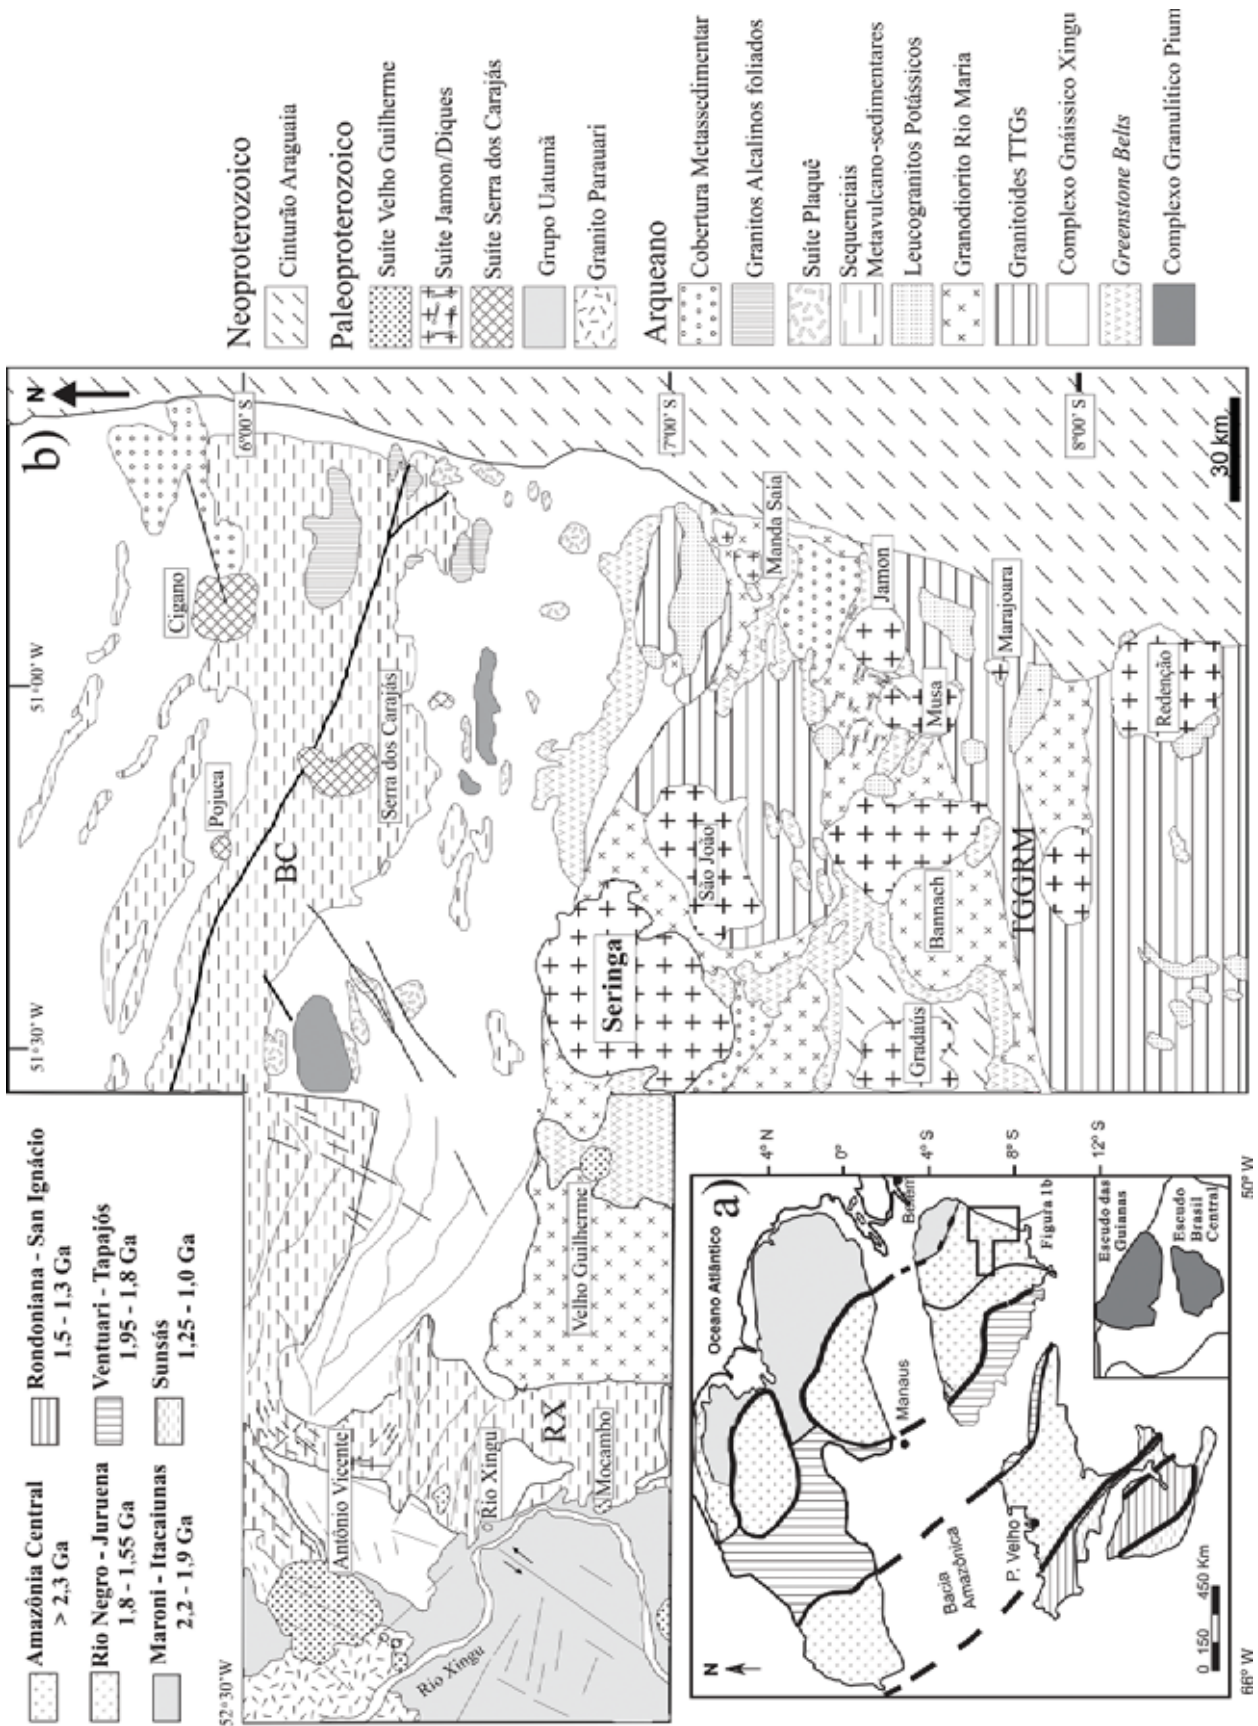 Amazônia Central
> 2,3 Ga
Rio Negro - Juruena
1,8 - 1,55 Ga
Maroni - Itacaiunas
2,2 - 1,9 Ga
Rondoniana - San Ignácio
1,5 - 1,3 Ga
Ventuari - Tapajós
1,95 - 1,8 Ga
Sunsás
1,25 - 1,0 Ga
b)
N
52°30'W
51°30' W
51°00' W
6°00' S
7°00' S
8°00' S
30 km
Cigano
Pojuca
BC
Serra dos Carajás
Antônio Vicente
Rio Xingu
Rio Xingu
RX
Mocambo
Velho Guilherme
Seringa
São João
Manda Saia
Jamon
Musa
Marajoara
Bannach
Gradaús
TGGRM
Redenção
Neoproterozoico
Cinturão Araguaia
Paleoproterozoico
Suíte Velho Guilherme
Suíte Jamon/Diques
Suíte Serra dos Carajás
Grupo Uatumã
Granito Parauari
Arqueano
Cobertura Metassedimentar
Granitos Alcalinos foliados
Suíte Plaquê
Sequenciais
Metavulcano-sedimentares
Leucogranitos Potássicos
Granodiorito Rio Maria
Granitoides TTGs
Complexo Gnáissico Xingu
Greenstone Belts
Complexo Granulítico Pium
a)
N
Oceano Atlântico
Belém
Manaus
Bacia
Amazônica
P. Velho
Figura 1b
Escudo das
Guianas
Escudo
Brasil
Central
4° N
0°
4° S
8° S
12° S
66° W
50° W
0 150 450 Km